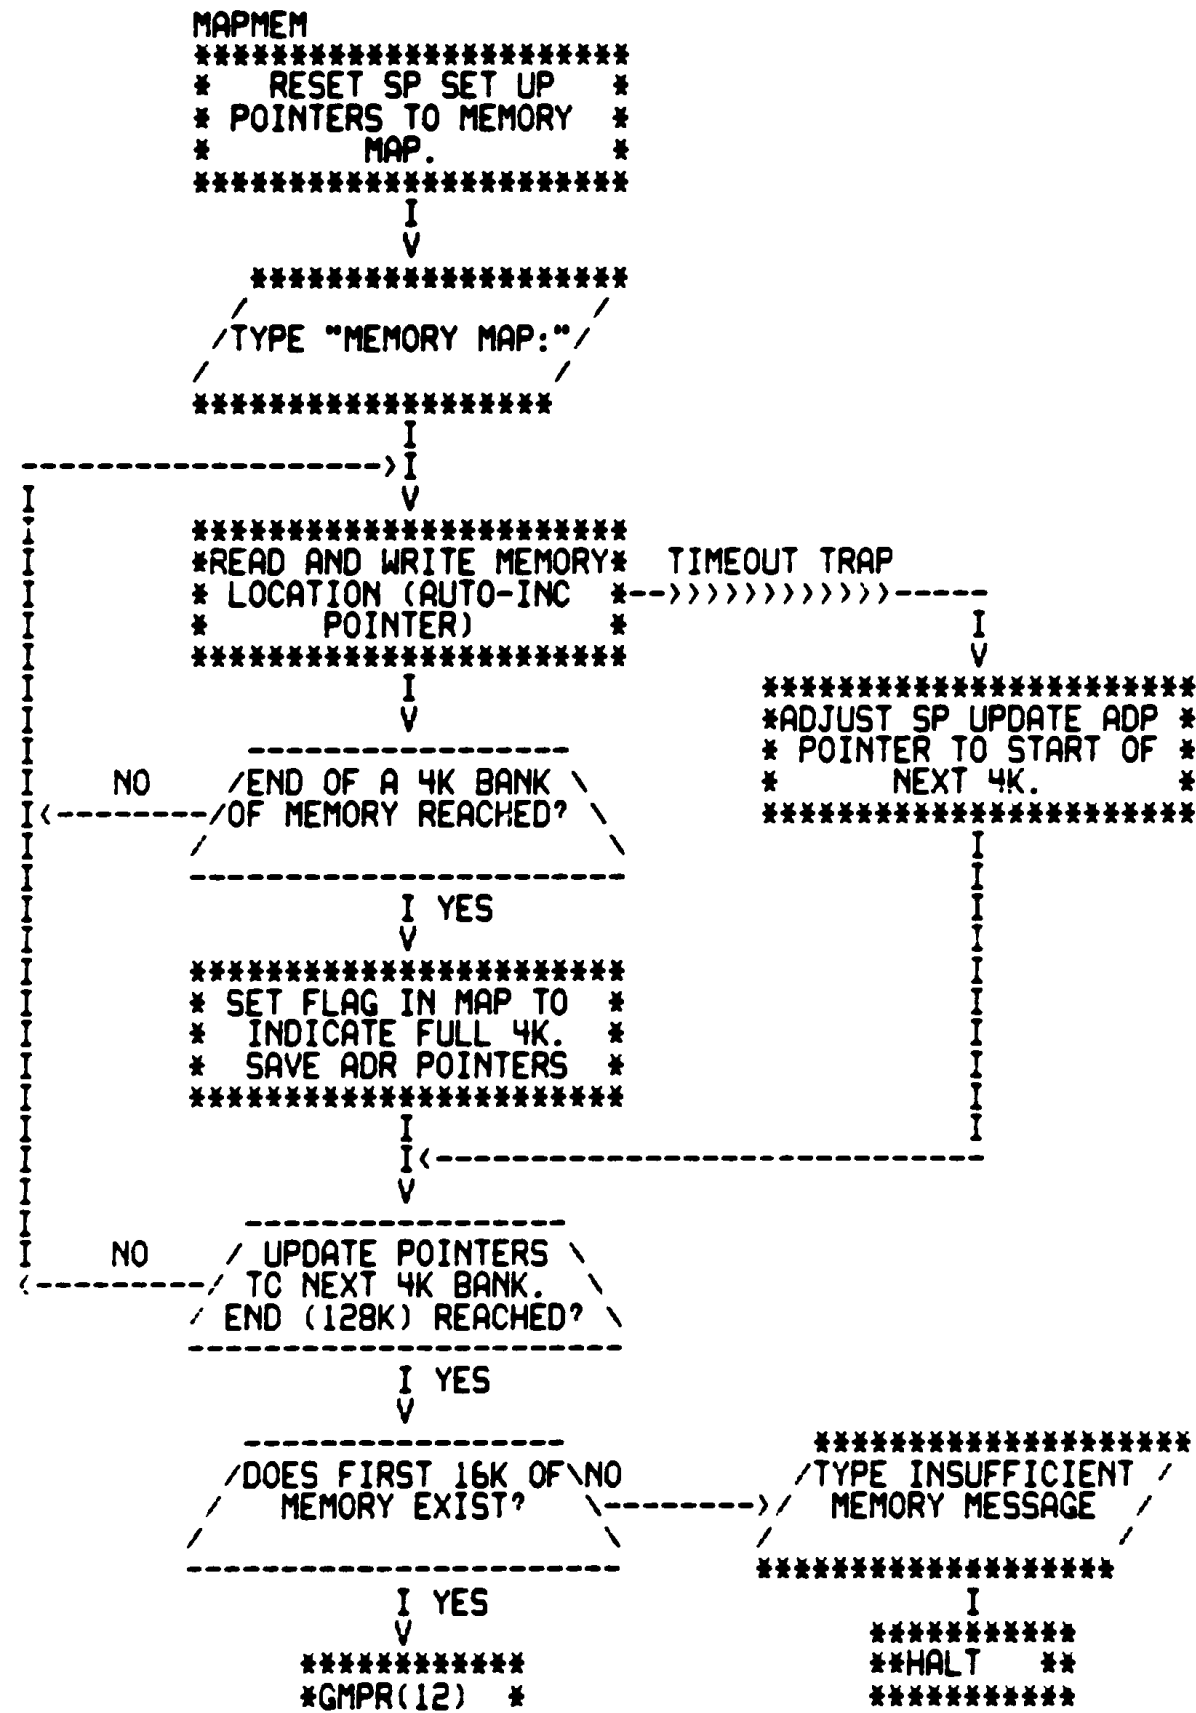 MAPMEM
RESET SP SET UP
POINTERS TO MEMORY
MAP.
TYPE "MEMORY MAP:"
READ AND WRITE MEMORY
LOCATION (AUTO-INC
POINTER)
TIMEOUT TRAP
ADJUST SP UPDATE ADP
POINTER TO START OF
NEXT 4K.
NO
END OF A 4K BANK
OF MEMORY REACHED?
YES
SET FLAG IN MAP TO
INDICATE FULL 4K.
SAVE ADR POINTERS
NO
UPDATE POINTERS
TC NEXT 4K BANK.
END (128K) REACHED?
YES
DOES FIRST 16K OF
MEMORY EXIST?
NO
TYPE INSUFFICIENT
MEMORY MESSAGE
YES
HALT
GMPR(12)